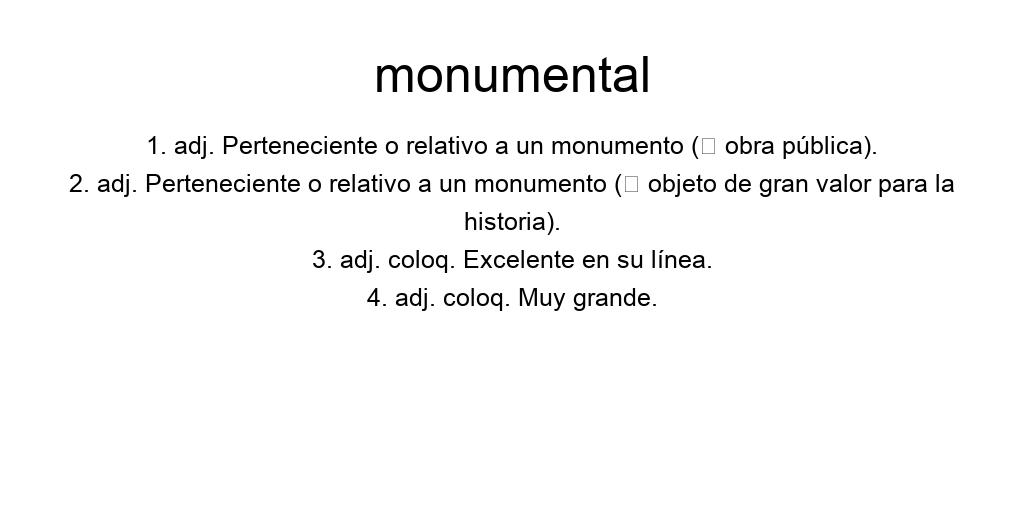 monumental
1. adj. Perteneciente o relativo a un monumento (□ obra pública).
2. adj. Perteneciente o relativo a un monumento (□ objeto de gran valor para la
historia).
3. adj. coloq. Excelente en su línea.
4. adj. coloq. Muy grande.